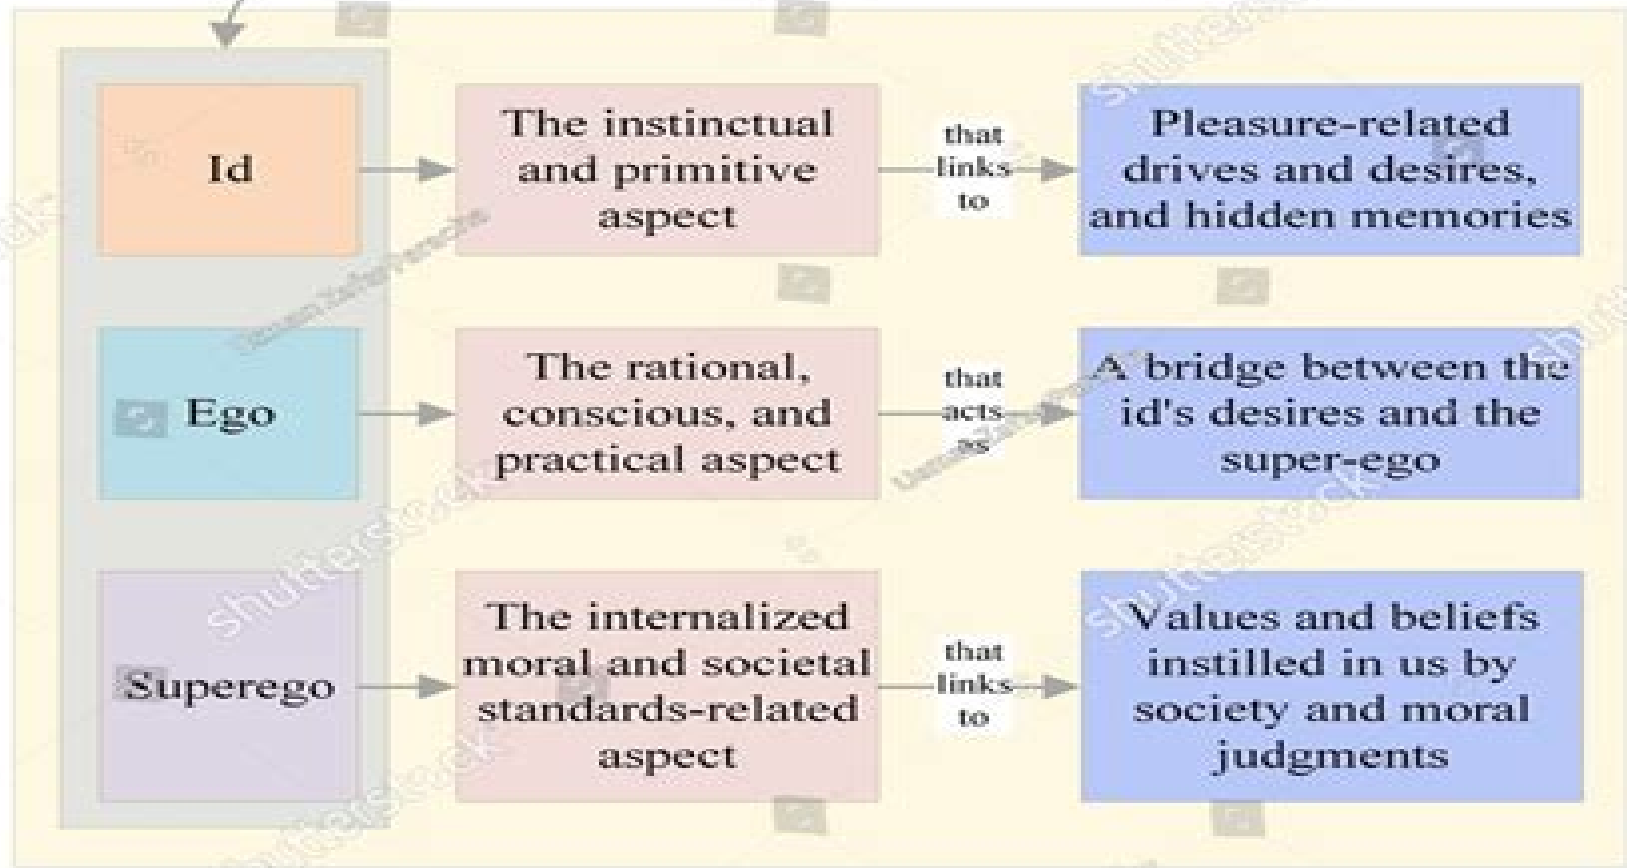 Id
The instinctual
and primitive
aspect
that
links
to
Pleasure-related
drives and desires,
and hidden memories
Ego
The rational,
conscious, and
practical aspect
that
acts
as
A bridge between the
id's desires and the
super-ego
Superego
The internalized
moral and societal
standards-related
aspect
that
links
to
Values and beliefs
instilled in us by
society and moral
judgments
shutterstock
shutterstock
shutterstock
shutterstock